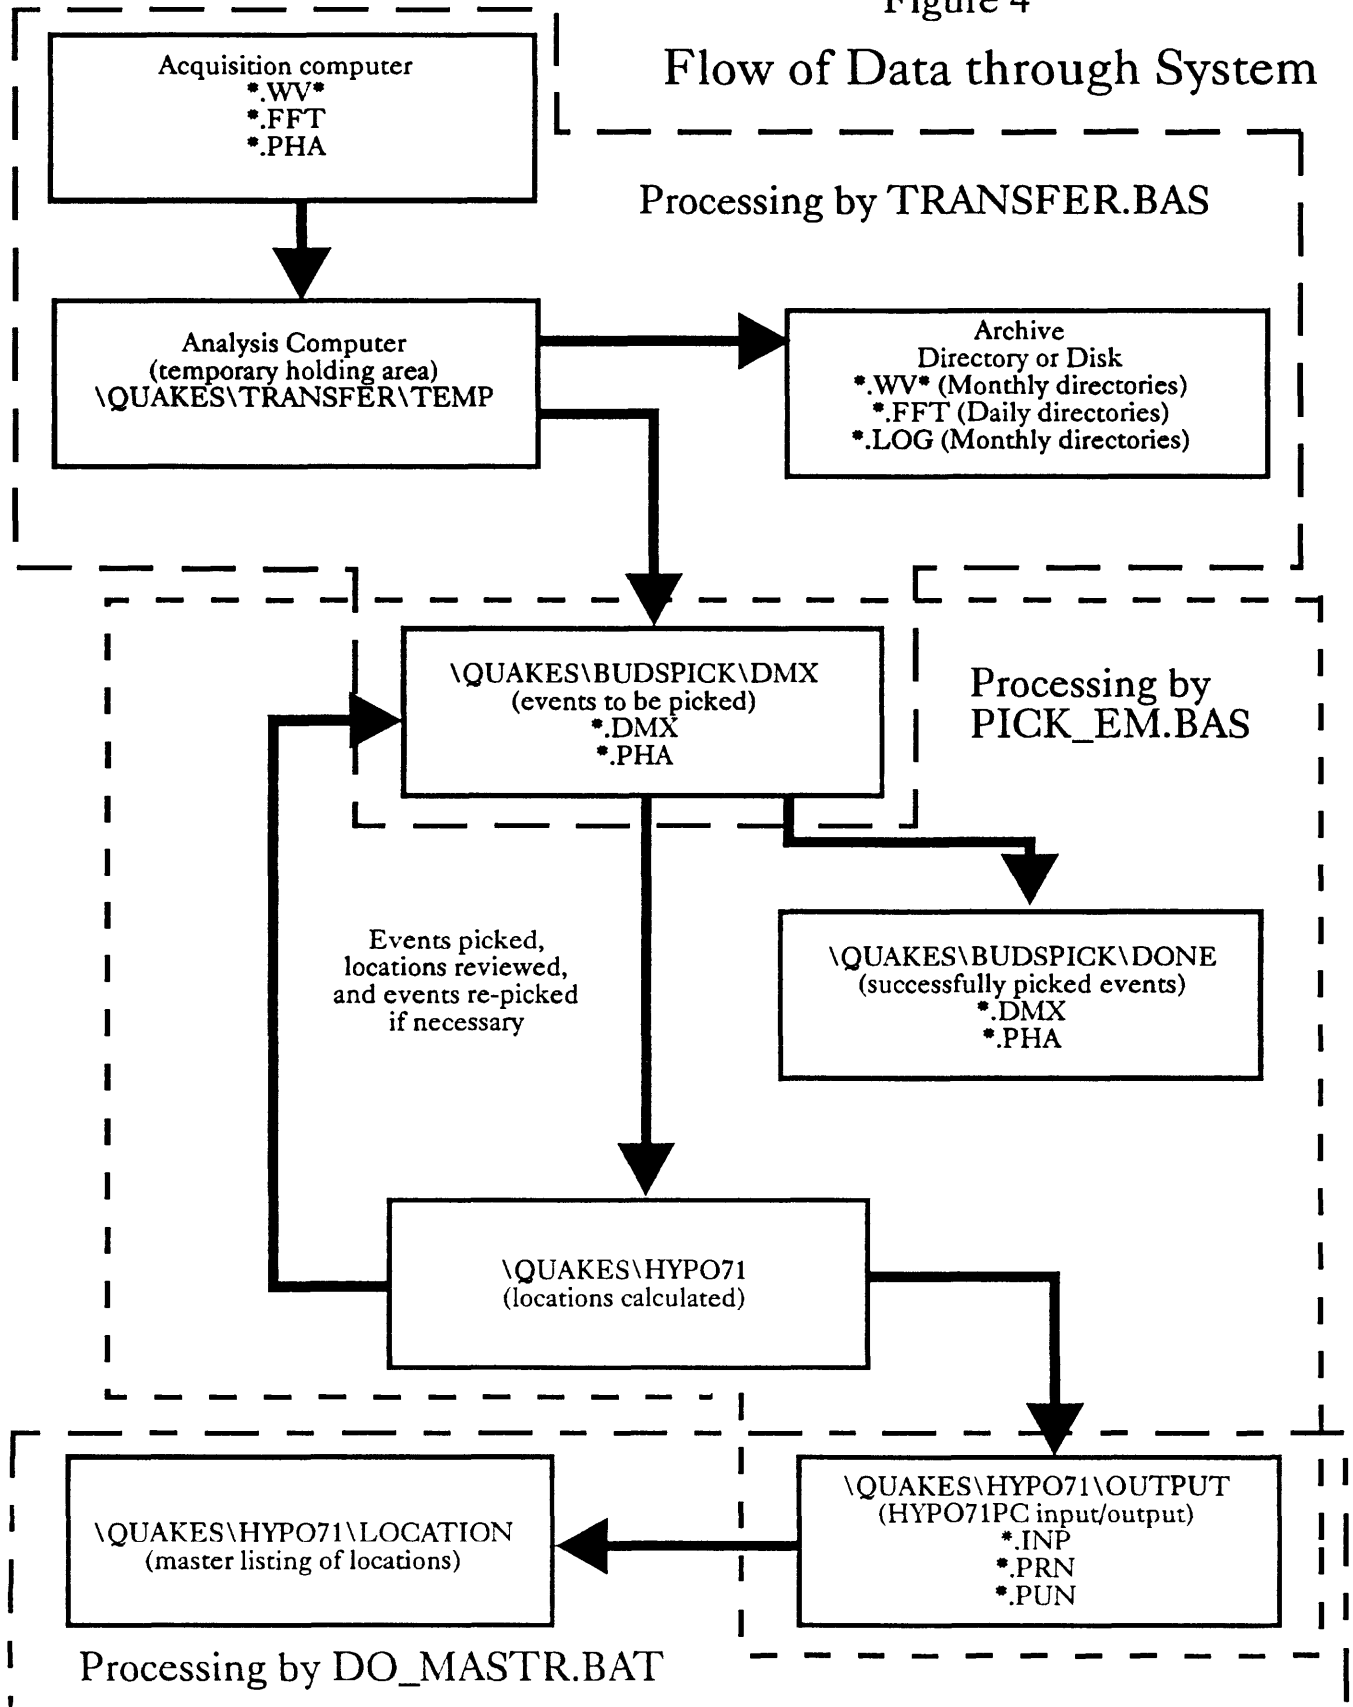 Figure 4
Flow of Data through System
Acquisition computer
*.WV*
*.FFT
*.PHA
Processing by TRANSFER.BAS
Analysis Computer
(temporary holding area)
\QUAKES\TRANSFER\TEMP
Archive
Directory or Disk
*.WV* (Monthly directories)
*.FFT (Daily directories)
*.LOG (Monthly directories)
\QUAKES\BUDSPICK\DMX
(events to be picked)
*.DMX
*.PHA
Processing by
PICK_EM.BAS
Events picked,
locations reviewed,
and events re-picked
if necessary
\QUAKES\BUDSPICK\DONE
(successfully picked events)
*.DMX
*.PHA
\QUAKES\HYPO71
(locations calculated)
\QUAKES\HYPO71\OUTPUT
(HYPO71PC input/output)
*.INP
*.PRN
*.PUN
\QUAKES\HYPO71\LOCATION
(master listing of locations)
Processing by DO_MASTR.BAT